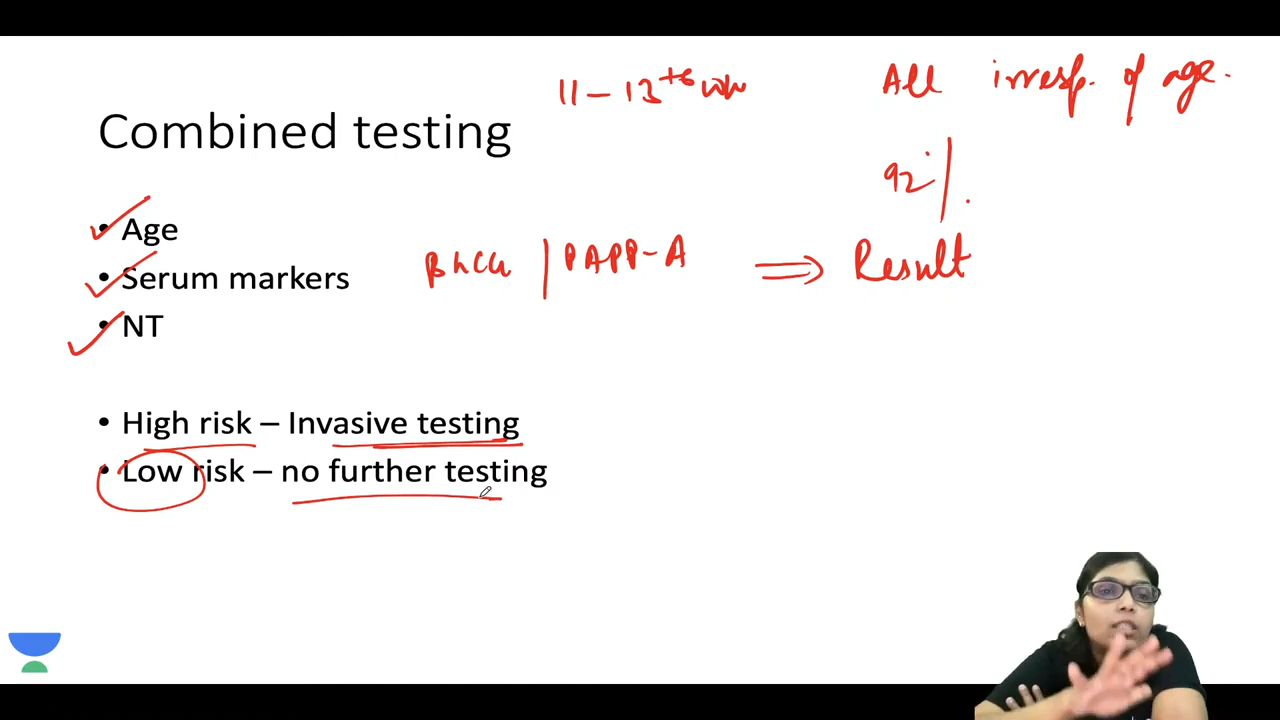 11 – 13+6 wks
All irresp. of age.
Combined testing
92%.
• Age
• Serum markers
βhCG | PAPP-A ⇒ Result
• NT
• High risk – Invasive testing
• Low risk – no further testing